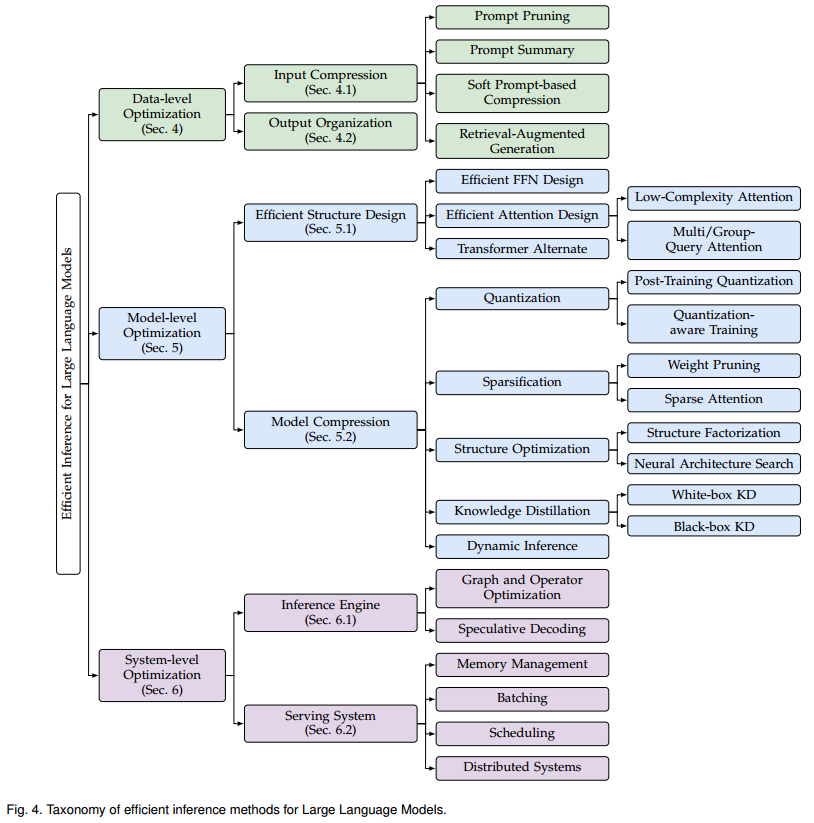 Efficient Inference for Large Language Models
Data-level
Optimization
(Sec. 4)
Input Compression
(Sec. 4.1)
Prompt Pruning
Prompt Summary
Soft Prompt-based
Compression
Retrieval-Augmented
Generation
Output Organization
(Sec. 4.2)
Model-level
Optimization
(Sec. 5)
Efficient Structure Design
(Sec. 5.1)
Efficient FFN Design
Efficient Attention Design
Low-Complexity Attention
Multi/Group-
Query Attention
Transformer Alternate
Model Compression
(Sec. 5.2)
Quantization
Post-Training Quantization
Quantization-
aware Training
Sparsification
Weight Pruning
Sparse Attention
Structure Optimization
Structure Factorization
Neural Architecture Search
Knowledge Distillation
White-box KD
Black-box KD
Dynamic Inference
System-level
Optimization
(Sec. 6)
Inference Engine
(Sec. 6.1)
Graph and Operator
Optimization
Speculative Decoding
Serving System
(Sec. 6.2)
Memory Management
Batching
Scheduling
Distributed Systems
Fig. 4. Taxonomy of efficient inference methods for Large Language Models.